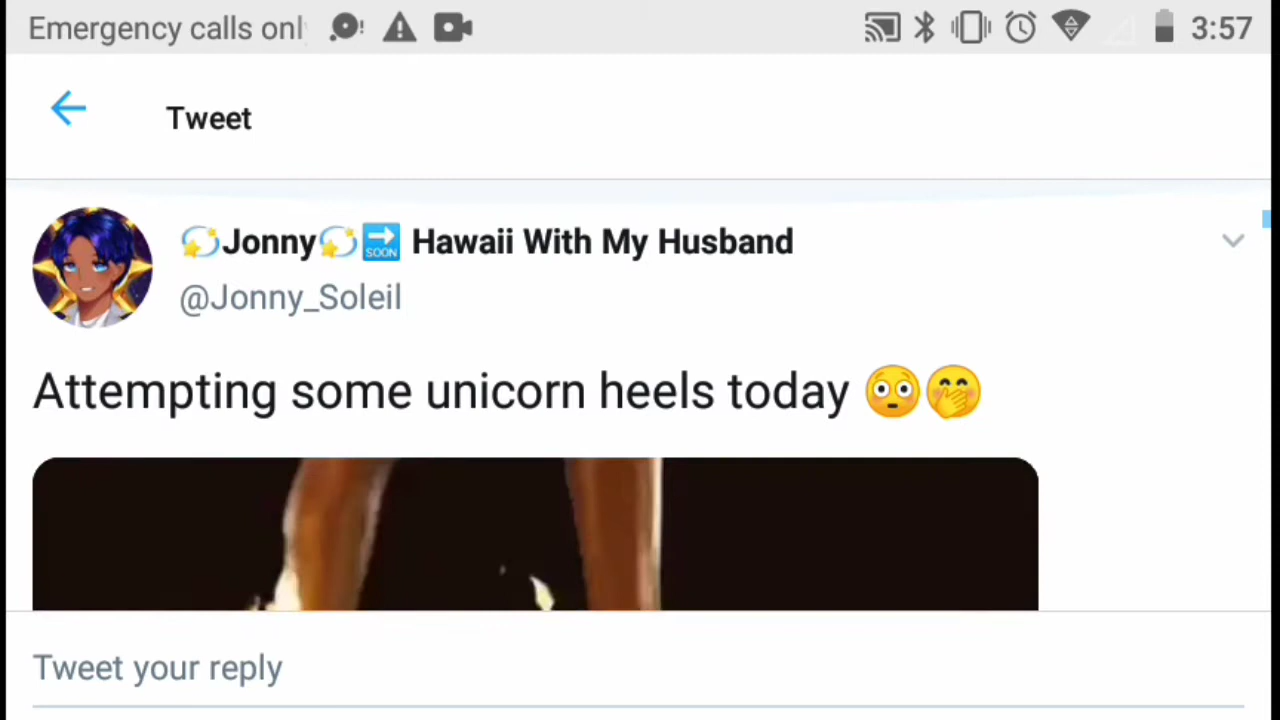 Emergency calls onl 3:57
Tweet
💫Jonny💫🔜 Hawaii With My Husband
@Jonny_Soleil
Attempting some unicorn heels today 😳🤭
Tweet your reply